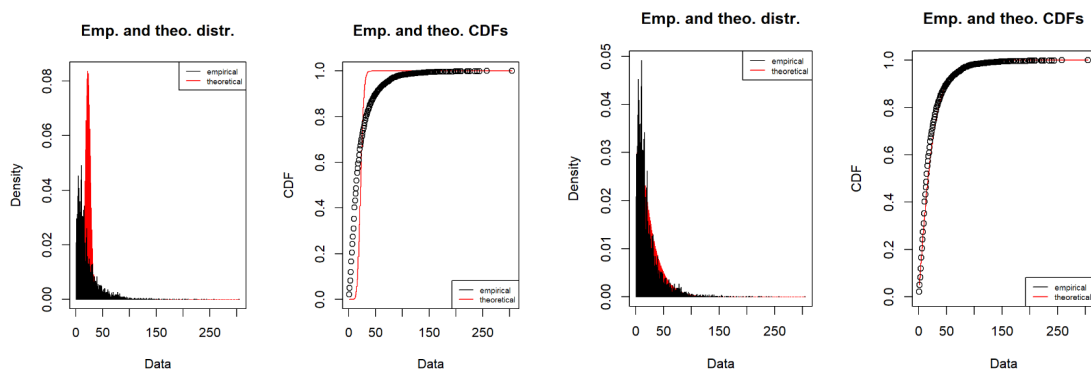 Emp. and theo. distr.
empirical
theoretical
Density
0.00
0.02
0.04
0.06
0.08
0
50
150
250
Data
Emp. and theo. CDFs
CDF
0.0
0.2
0.4
0.6
0.8
1.0
empirical
theoretical
0
50
150
250
Data
Emp. and theo. distr.
empirical
theoretical
Density
0.00
0.01
0.02
0.03
0.04
0.05
0
50
150
250
Data
Emp. and theo. CDFs
CDF
0.0
0.2
0.4
0.6
0.8
1.0
empirical
theoretical
0
50
150
250
Data